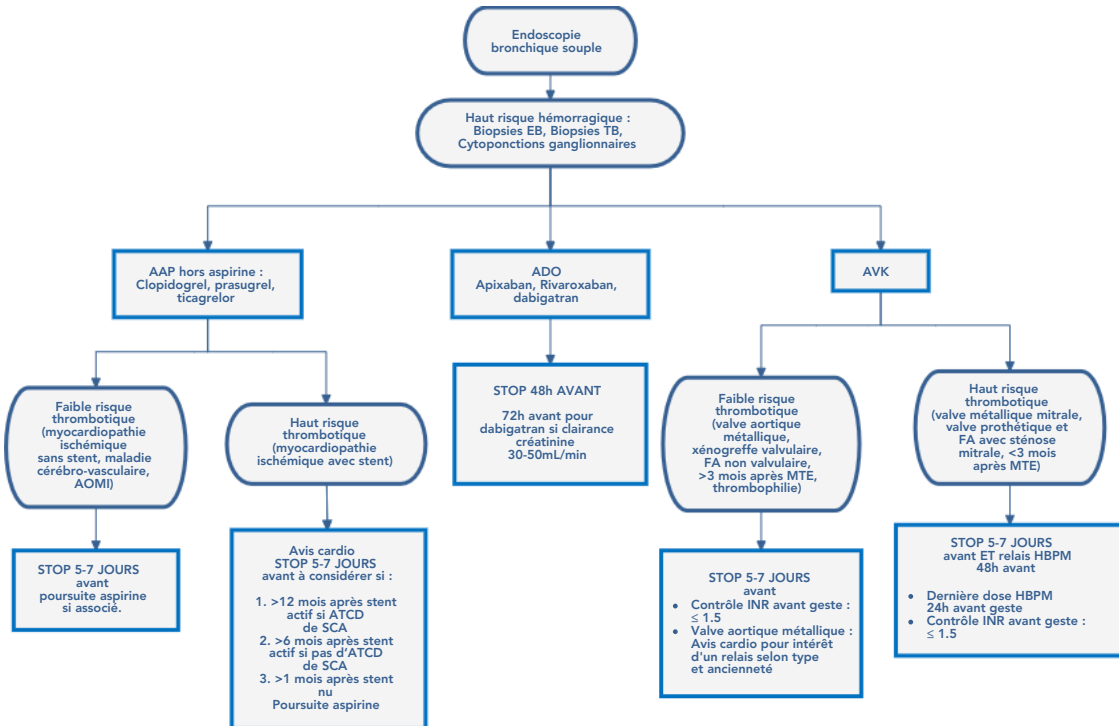 Endoscopie
bronchique souple
Haut risque hémorragique :
Biopsies EB, Biopsies TB,
Cytoponctions ganglionnaires
AAP hors aspirine :
Clopidogrel, prasugrel,
ticagrelor
ADO
Apixaban, Rivaroxaban,
dabigatran
AVK
Faible risque
thrombotique
(myocardiopathie
ischémique
sans stent, maladie
cérébro-vasculaire,
AOMI)
Haut risque
thrombotique
(myocardiopathie
ischémique avec stent)
STOP 48h AVANT
72h avant pour
dabigatran si clairance
créatinine
30-50mL/min
Faible risque
thrombotique
(valve aortique
métallique,
xénogreffe valvulaire,
FA non valvulaire,
>3 mois après MTE,
thrombophilie)
Haut risque
thrombotique
(valve métallique mitrale,
valve prothétique et
FA avec sténose
mitrale, <3 mois
après MTE)
STOP 5-7 JOURS
avant
poursuite aspirine
si associé.
Avis cardio
STOP 5-7 JOURS
avant à considérer si :
1. >12 mois après stent
actif si ATCD
de SCA
2. >6 mois après stent
actif si pas d'ATCD
de SCA
3. >1 mois après stent
nu
Poursuite aspirine
STOP 5-7 JOURS
avant
• Contrôle INR avant geste :
≤ 1.5
• Valve aortique métallique :
Avis cardio pour intérêt
d'un relais selon type
et ancienneté
STOP 5-7 JOURS
avant ET relais HBPM
48h avant
• Dernière dose HBPM
24h avant geste
• Contrôle INR avant geste :
≤ 1.5